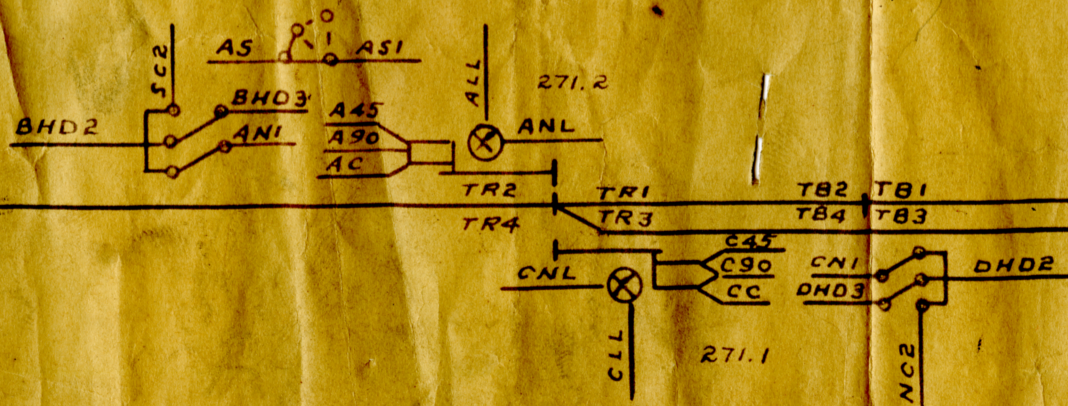 SC2
AS AS1
ALL
271.2
BHD2
BHD3
AN1
A45
A90
AC
ANL
TR2 TR1 TB2 TB1
TR4 TR3 TB4 TB3
CNL
C45
C90
CC
CN1
DHD3
DHD2
CLL
271.1
NC2